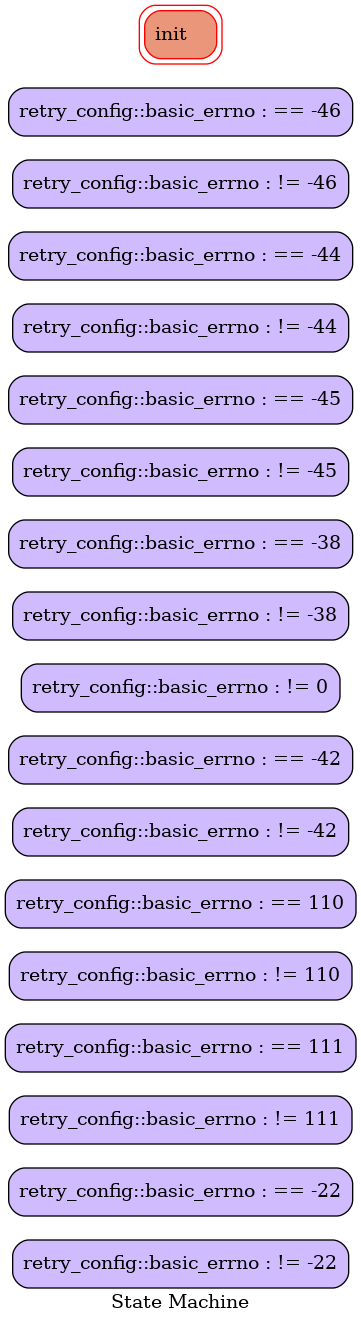 init
retry_config::basic_errno : == -46
retry_config::basic_errno : != -46
retry_config::basic_errno : == -44
retry_config::basic_errno : != -44
retry_config::basic_errno : == -45
retry_config::basic_errno : != -45
retry_config::basic_errno : == -38
retry_config::basic_errno : != -38
retry_config::basic_errno : != 0
retry_config::basic_errno : == -42
retry_config::basic_errno : != -42
retry_config::basic_errno : == 110
retry_config::basic_errno : != 110
retry_config::basic_errno : == 111
retry_config::basic_errno : != 111
retry_config::basic_errno : == -22
retry_config::basic_errno : != -22
State Machine